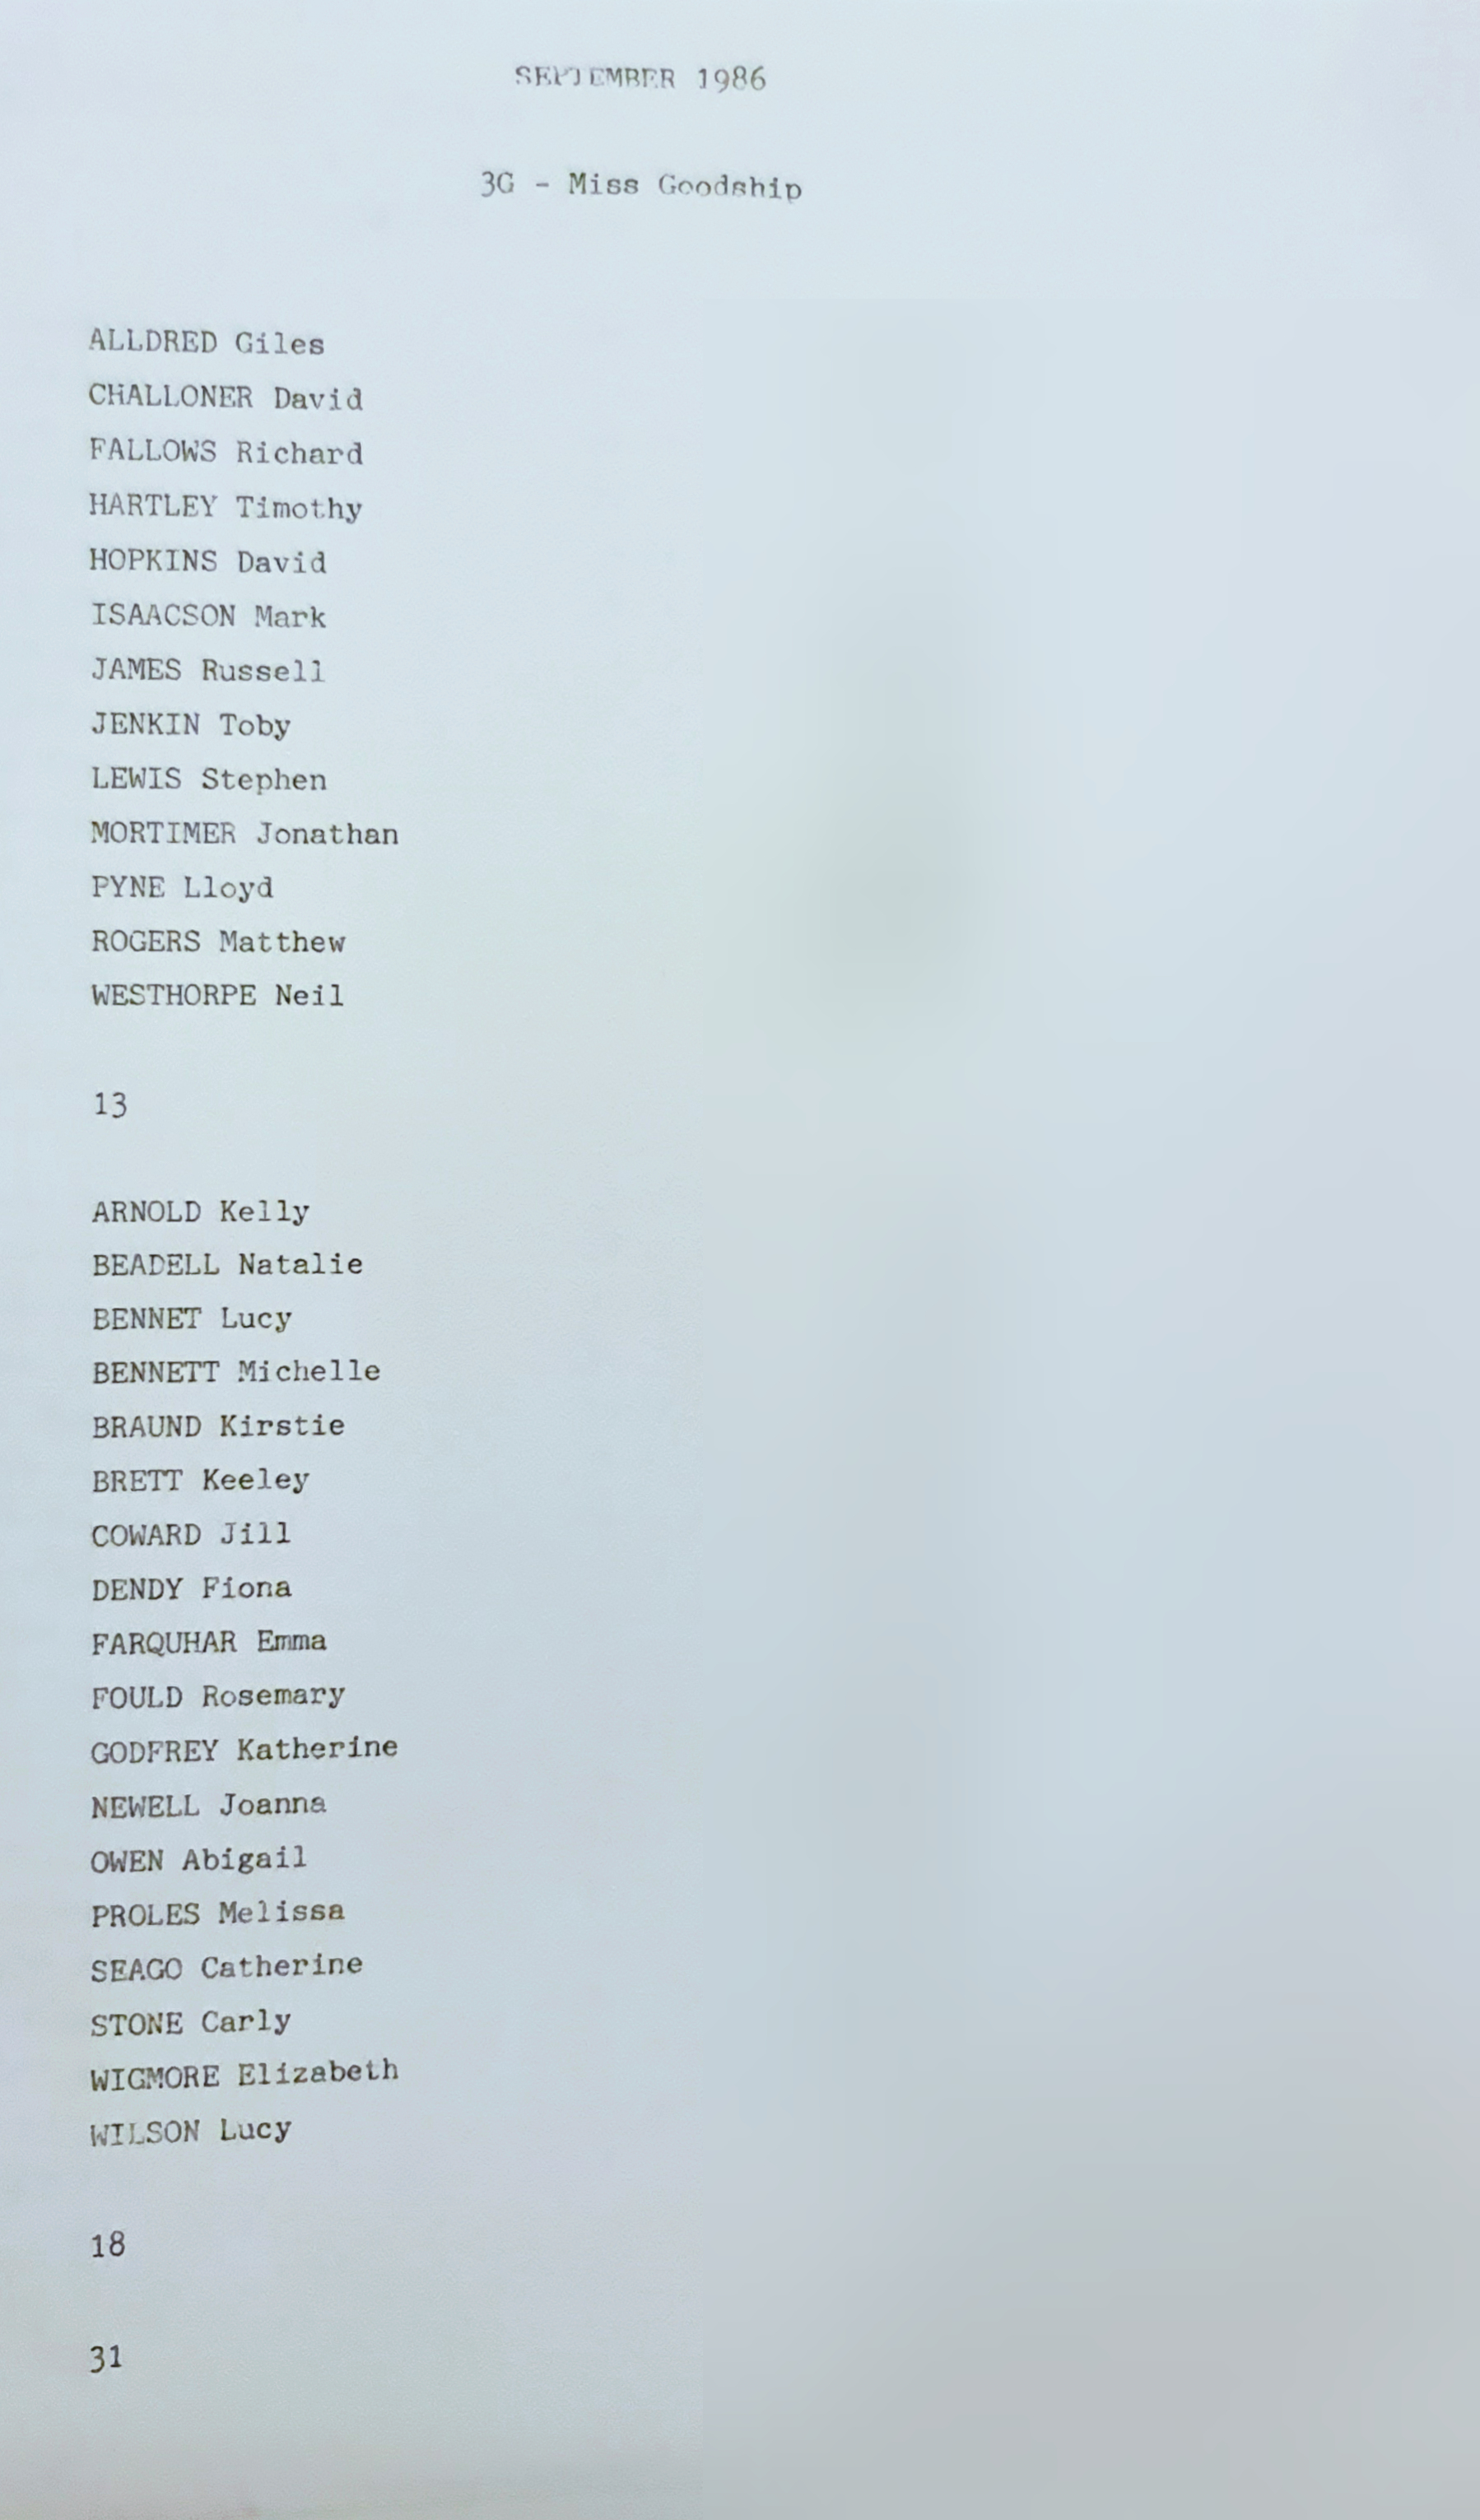 SEPTEMBER 1986
3G - Miss Goodship
ALLDRED Giles
CHALLONER David
FALLOWS Richard
HARTLEY Timothy
HOPKINS David
ISAACSON Mark
JAMES Russell
JENKIN Toby
LEWIS Stephen
MORTIMER Jonathan
PYNE Lloyd
ROGERS Matthew
WESTHORPE Neil
13
ARNOLD Kelly
BEADELL Natalie
BENNET Lucy
BENNETT Michelle
BRAUND Kirstie
BRETT Keeley
COWARD Jill
DENDY Fiona
FARQUHAR Emma
FOULD Rosemary
GODFREY Katherine
NEWELL Joanna
OWEN Abigail
PROLES Melissa
SEAGO Catherine
STONE Carly
WIGMORE Elizabeth
WILSON Lucy
18
31